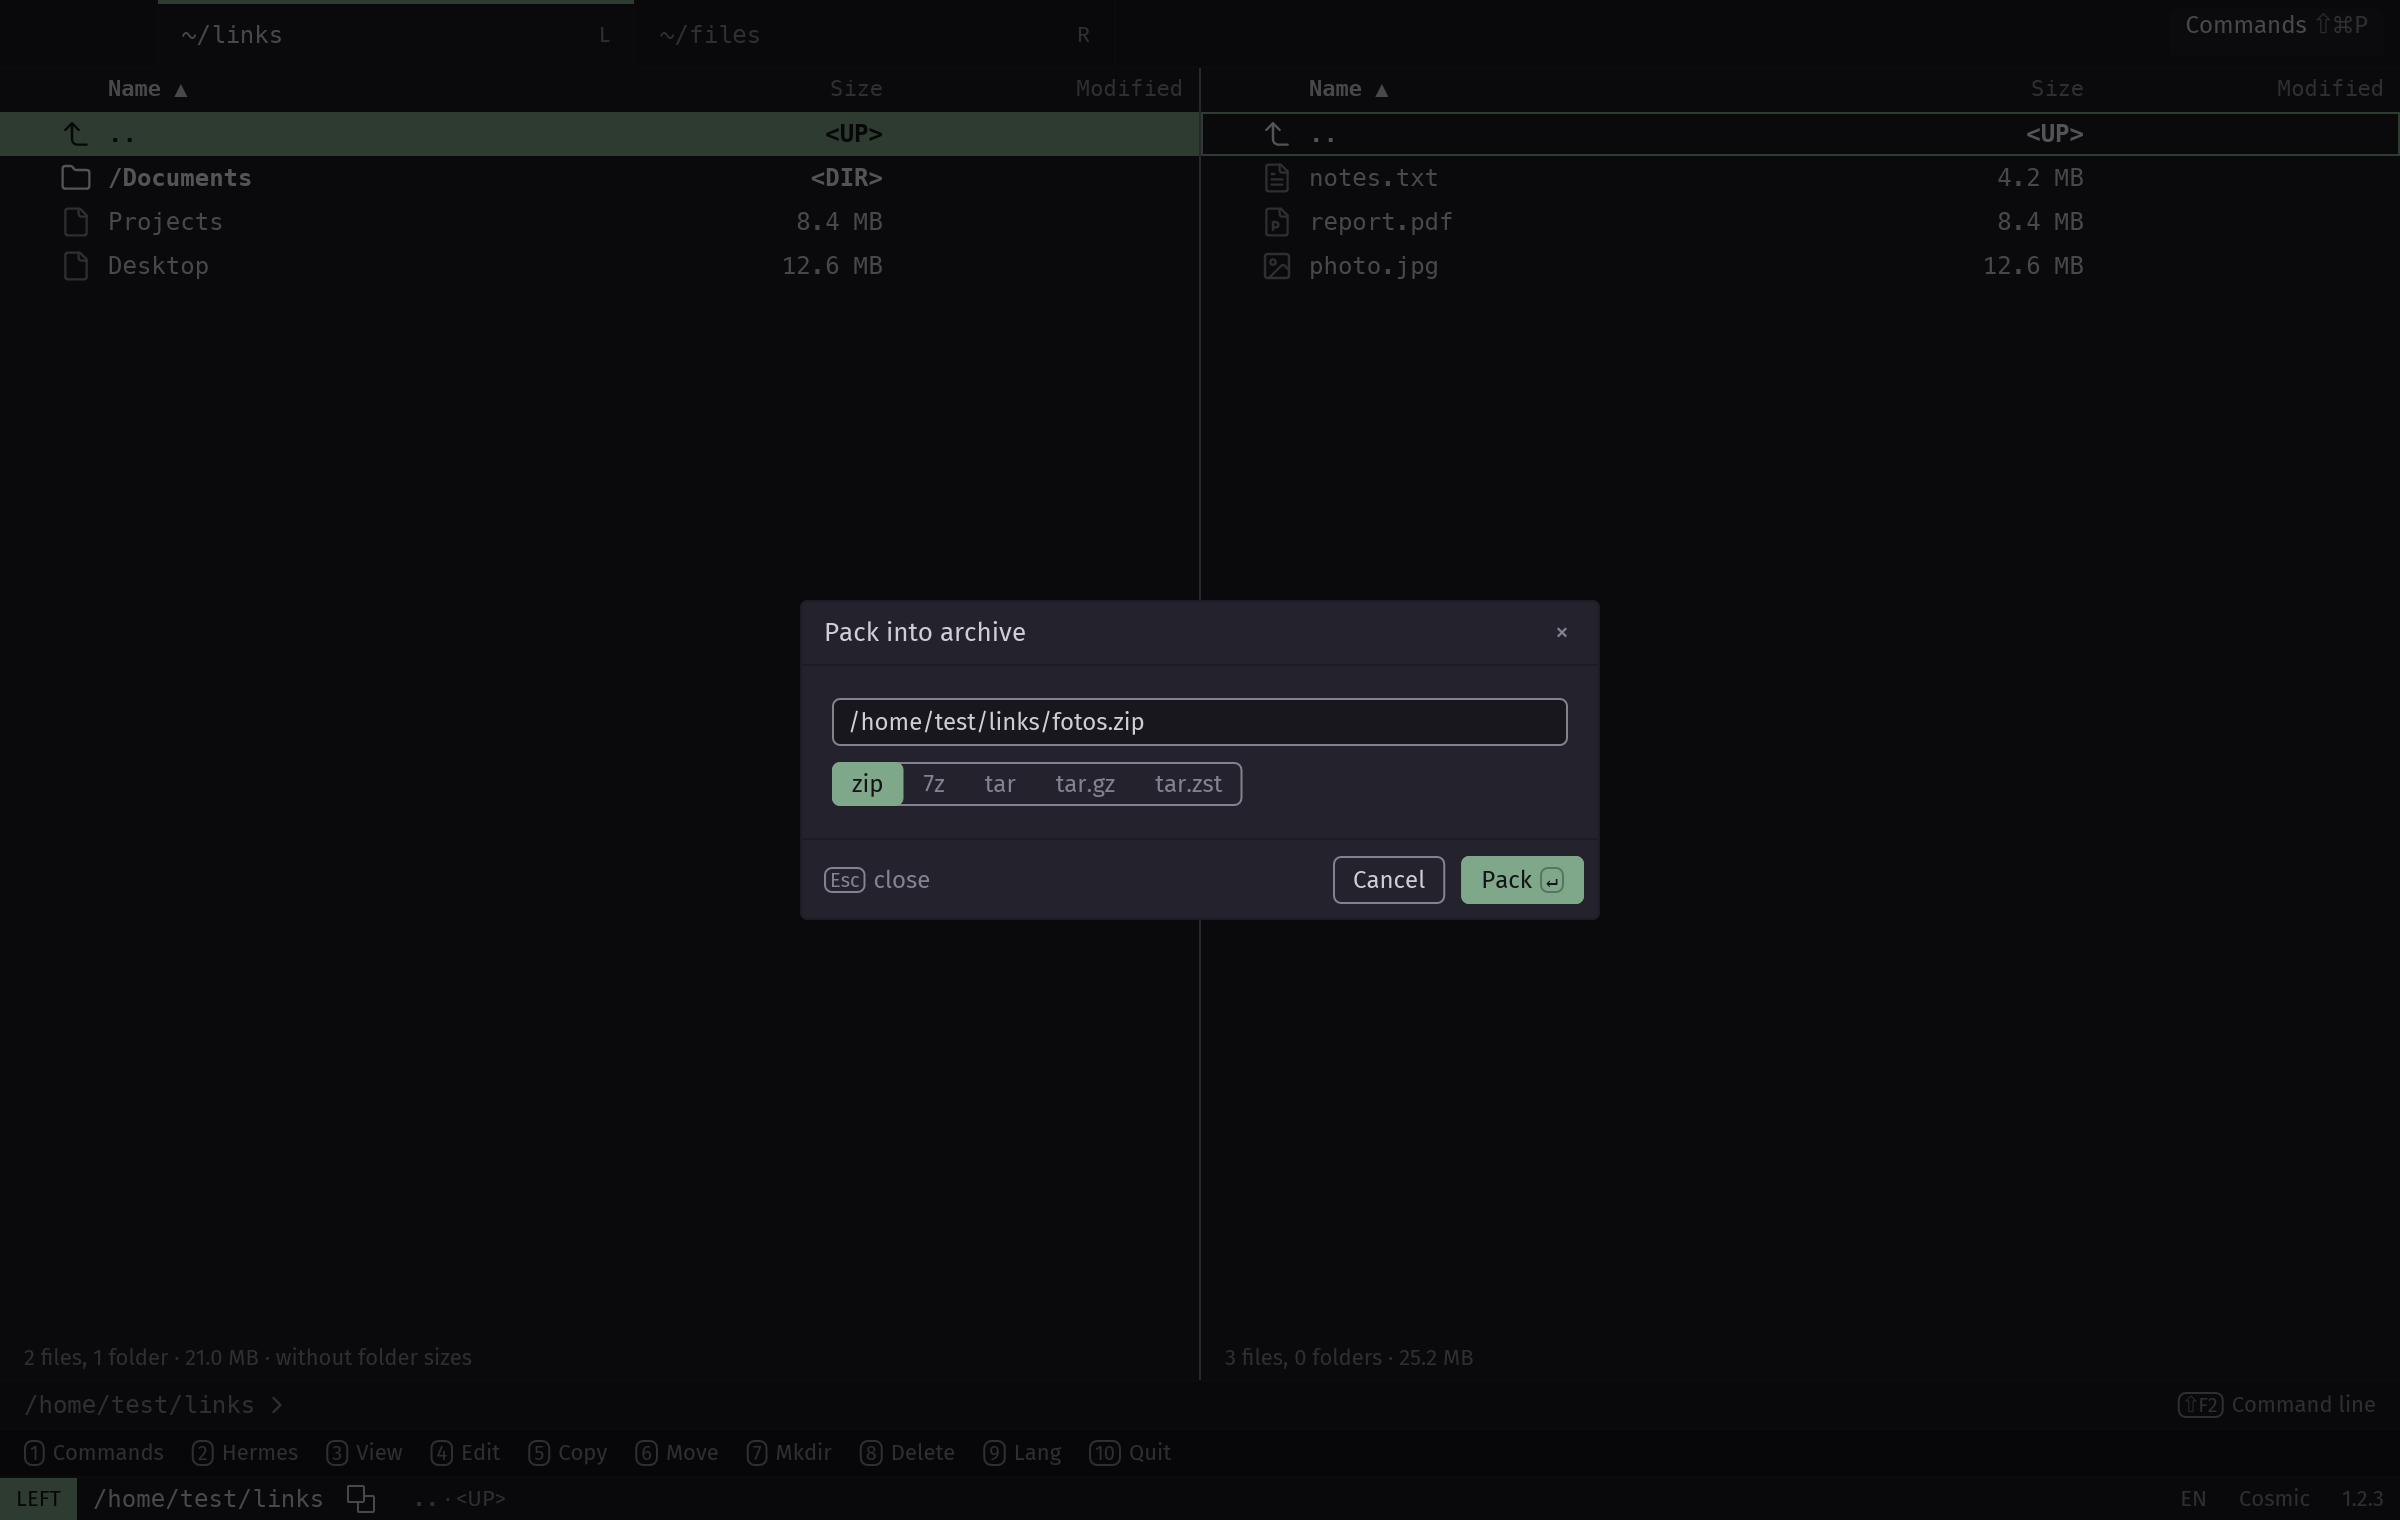 ~/links L ~/files R Commands ⇧⌘P
Name ▲ Size Modified Name ▲ Size Modified
.. <UP> .. <UP>
/Documents <DIR> notes.txt 4.2 MB
Projects 8.4 MB report.pdf 8.4 MB
Desktop 12.6 MB photo.jpg 12.6 MB
Pack into archive ×
/home/test/links/fotos.zip
zip 7z tar tar.gz tar.zst
Esc close Cancel Pack ↵
2 files, 1 folder · 21.0 MB · without folder sizes 3 files, 0 folders · 25.2 MB
/home/test/links > ⇧F2 Command line
1 Commands 2 Hermes 3 View 4 Edit 5 Copy 6 Move 7 Mkdir 8 Delete 9 Lang 10 Quit
LEFT /home/test/links .. · <UP> EN Cosmic 1.2.3